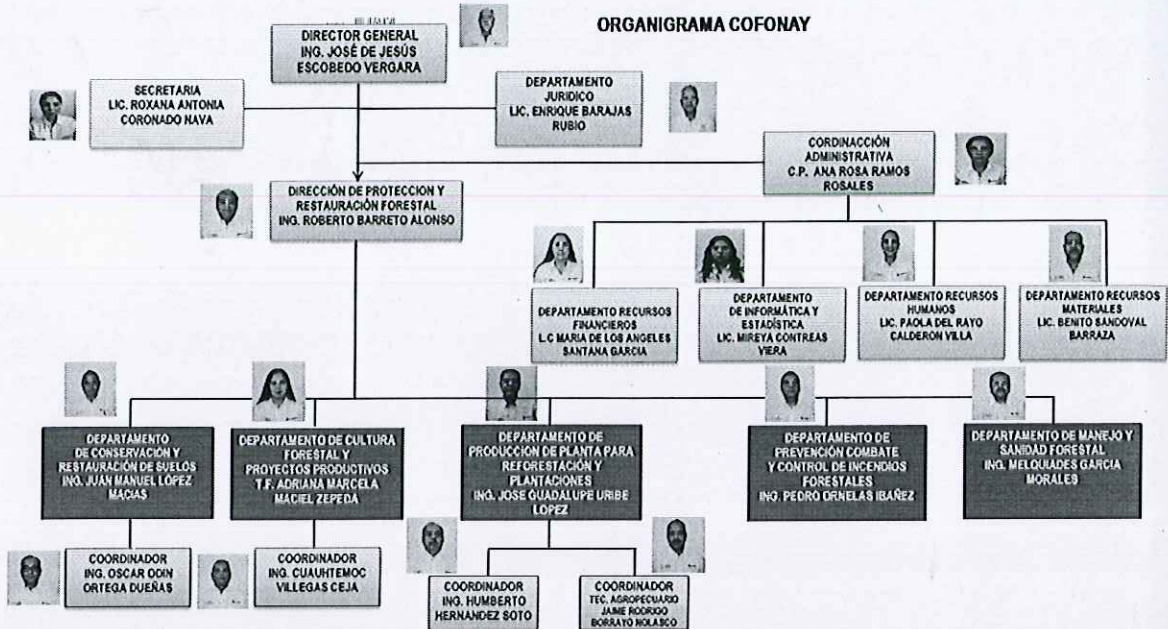 ORGANIGRAMA COFONAY
DIRECTOR GENERAL
ING. JOSÉ DE JESÚS
ESCOBEDO VERGARA
SECRETARIA
LIC. ROXANA ANTONIA
CORONADO NAVA
DEPARTAMENTO
JURIDICO
LIC. ENRIQUE BARAJAS
RUBIO
CORDINACCIÓN
ADMINISTRATIVA
C.P. ANA ROSA RAMOS
ROSALES
DIRECCIÓN DE PROTECCION Y
RESTAURACIÓN FORESTAL
ING. ROBERTO BARRETO ALONSO
DEPARTAMENTO RECURSOS
FINANCIEROS
L.C MARIA DE LOS ANGELES
SANTANA GARCIA
DEPARTAMENTO
DE INFORMÁTICA Y
ESTADÍSTICA
LIC. MIREYA CONTREAS
VIERA
DEPARTAMENTO RECURSOS
HUMANOS
LIC. PAOLA DEL RAYO
CALDERON VILLA
DEPARTAMENTO RECURSOS
MATERIALES
LIC. BENITO SANDOVAL
BARRAZA
DEPARTAMENTO
DE CONSERVACIÓN Y
RESTAURACIÓN DE SUELOS
ING. JUAN MANUEL LÓPEZ
MACIAS
DEPARTAMENTO DE CULTURA
FORESTAL Y
PROYECTOS PRODUCTIVOS
T.F. ADRIANA MARCELA
MACIEL ZEPEDA
DEPARTAMENTO DE
PRODUCCION DE PLANTA PARA
REFORESTACIÓN Y
PLANTACIONES
ING. JOSE GUADALUPE URIBE
LOPEZ
DEPARTAMENTO DE
PREVENCIÓN COMBATE
Y CONTROL DE INCENDIOS
FORESTALES
ING. PEDRO ORNELAS IBAÑEZ
DEPARTAMENTO DE MANEJO Y
SANIDAD FORESTAL
ING. MELQUIADES GARCIA
MORALES
COORDINADOR
ING. OSCAR ODIN
ORTEGA DUEÑAS
COORDINADOR
ING. CUAUHTEMOC
VILLEGAS CEJA
COORDINADOR
ING. HUMBERTO
HERNANDEZ SOTO
COORDINADOR
TEC. AGROPECUARIO
JAIME RODRIGO
BORRAYO NOLASCO